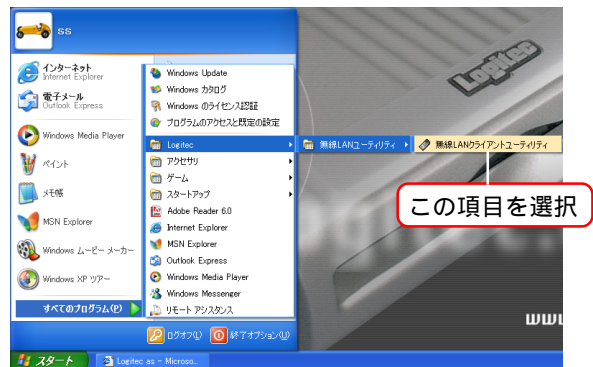 ss
インターネット
Internet Explorer
電子メール
Outlook Express
Windows Media Player
ペイント
メモ帳
MSN Explorer
Windows ムービー メーカー
Windows XP ツアー
すべてのプログラム(P)
Windows Update
Windows カタログ
Windows のライセンス認証
プログラムのアクセスと既定の設定
Logitec
アクセサリ
ゲーム
スタートアップ
Adobe Reader 6.0
Internet Explorer
MSN Explorer
Outlook Express
Windows Media Player
Windows Messenger
リモート アシスタンス
無線LANユーティリティ
無線LANクライアントユーティリティ
この項目を選択
Logitec
ログオフ(L)
終了オプション(U)
スタート
Logitec as - Microso...